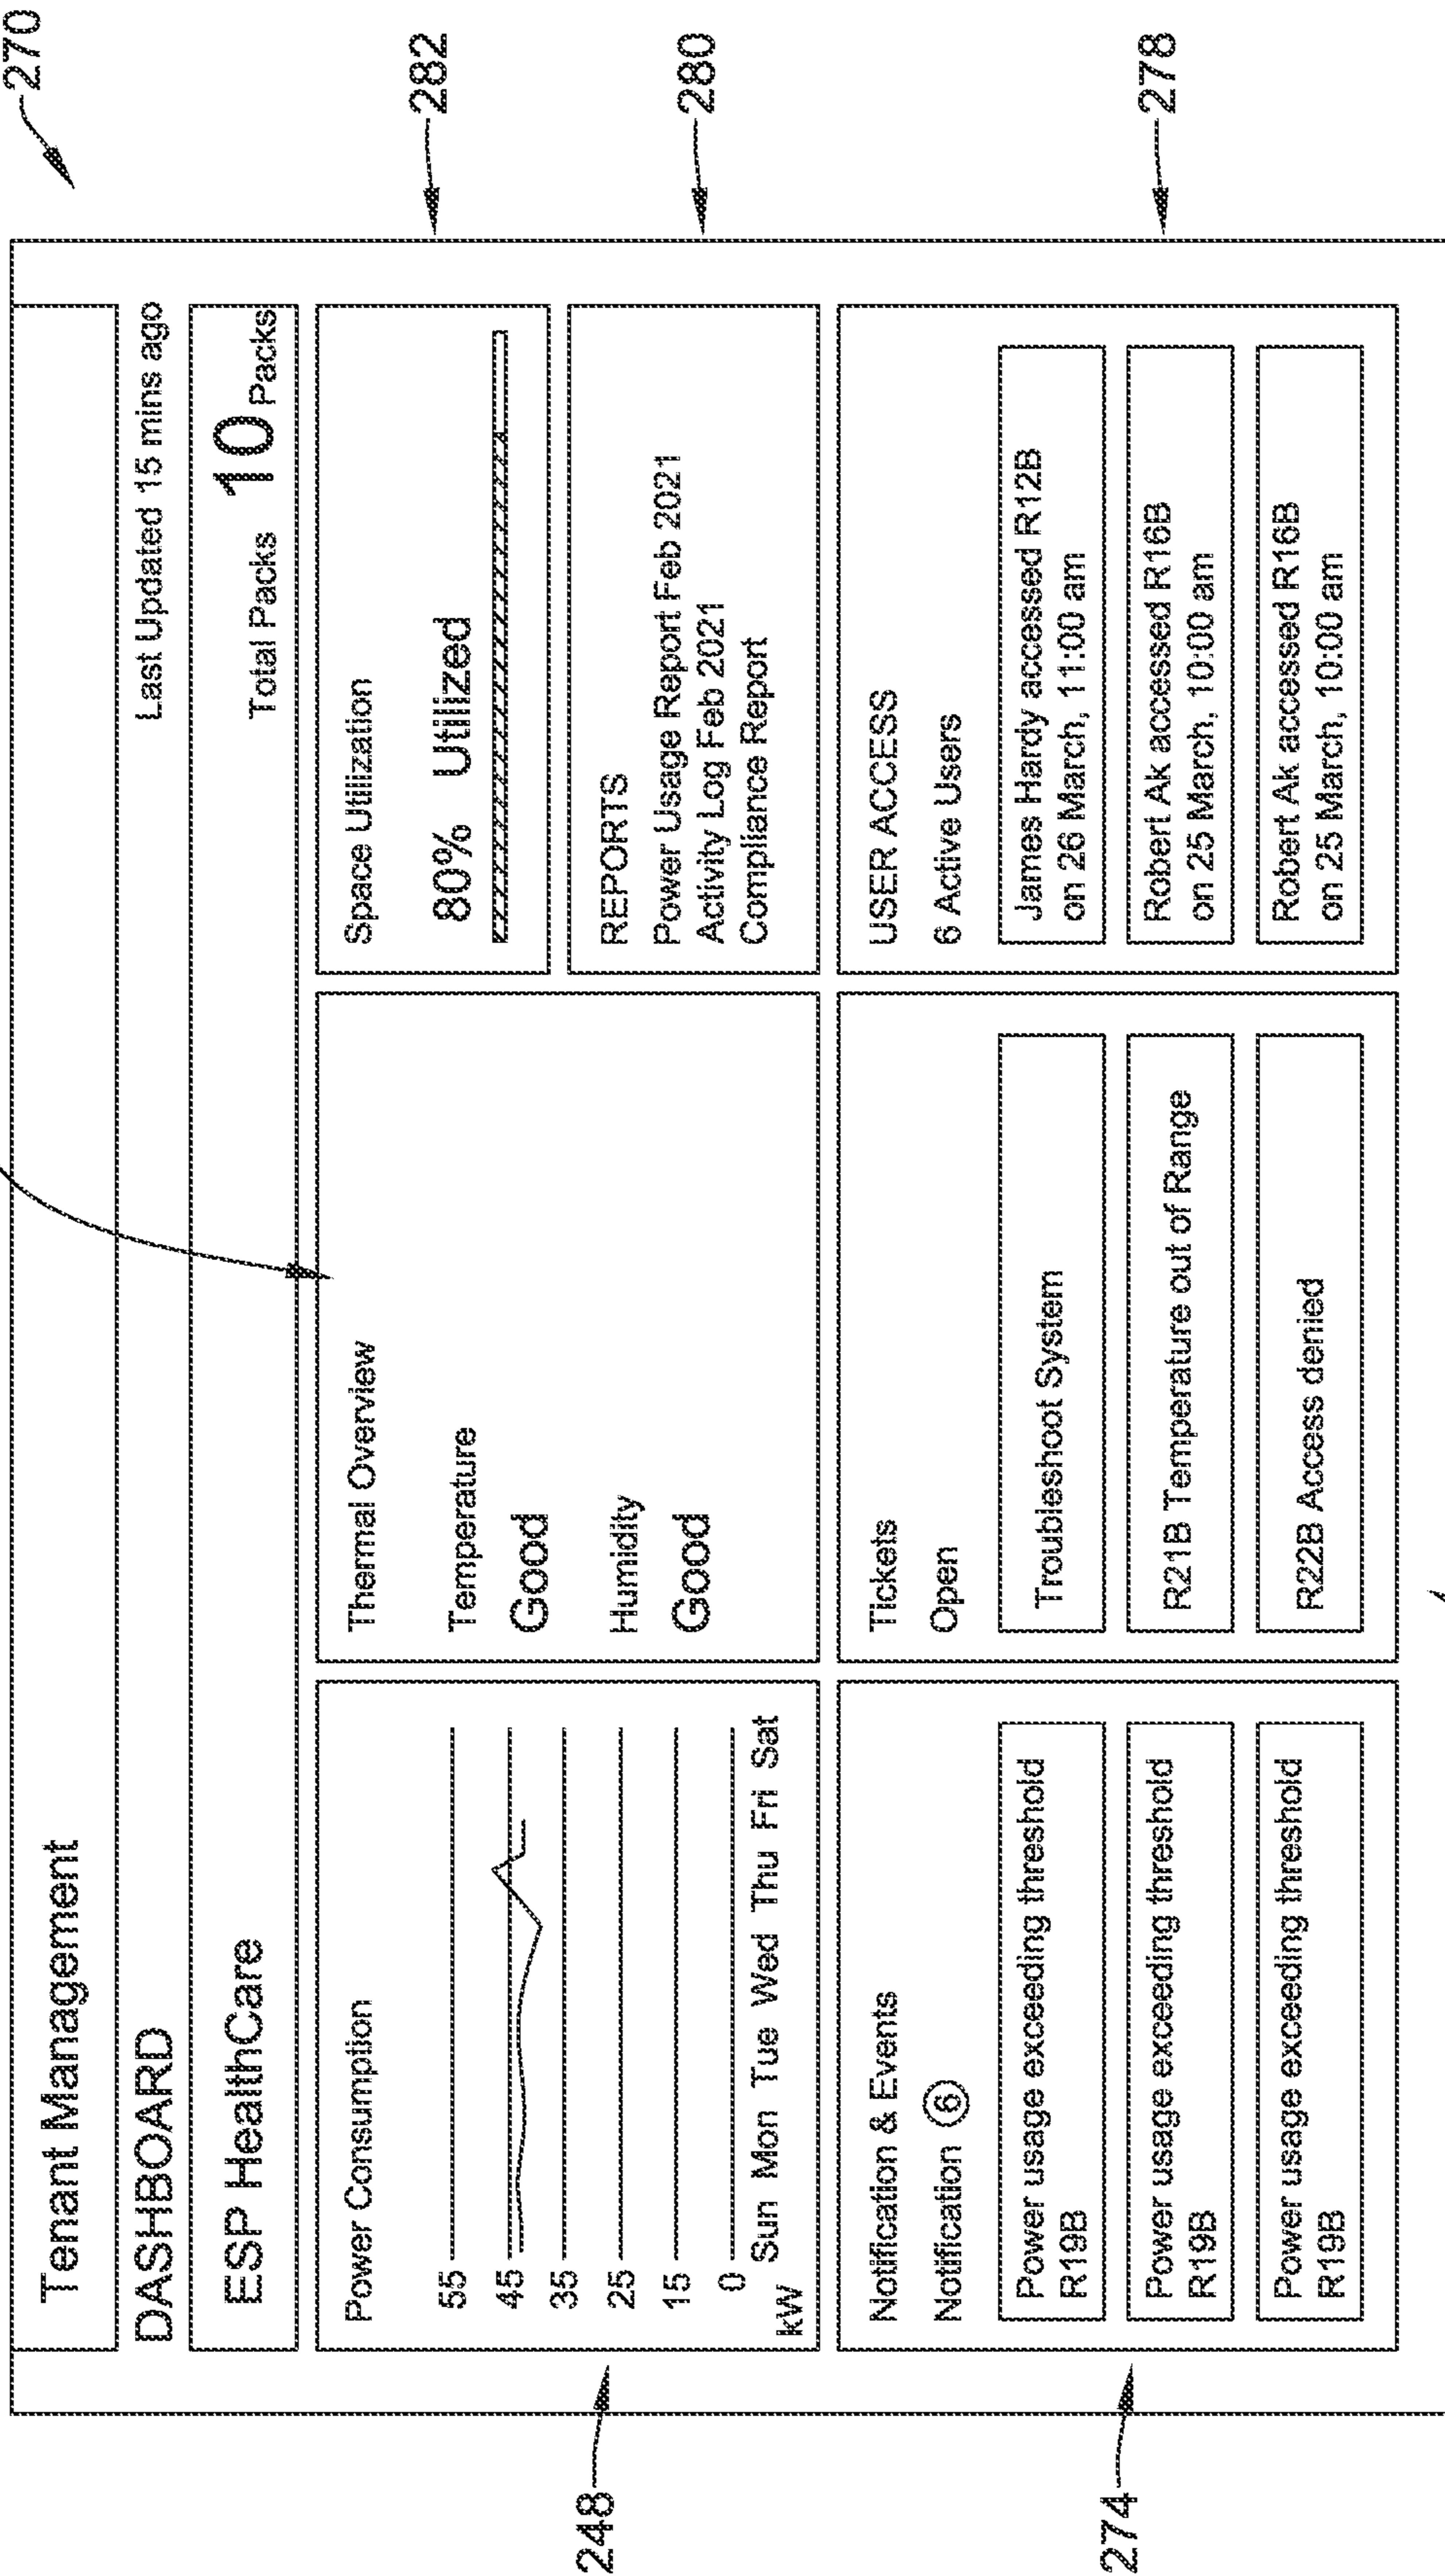 270
Tenant Management
DASHBOARD
Last Updated 15 mins ago
ESP HealthCare
Total Packs 10 Packs
Power Consumption
55
45
35
25
15
0
kW
Sun Mon Tue Wed Thu Fri Sat
248
Thermal Overview
Temperature
Good
Humidity
Good
Space Utilization
80% Utilized
282
REPORTS
Power Usage Report Feb 2021
Activity Log Feb 2021
Compliance Report
280
Notification & Events
Notification 6
Power usage exceeding threshold
R19B
Power usage exceeding threshold
R19B
Power usage exceeding threshold
R19B
274
Tickets
Open
Troubleshoot System
R21B Temperature out of Range
R22B Access denied
USER ACCESS
6 Active Users
James Hardy accessed R12B
on 26 March, 11:00 am
Robert Ak accessed R16B
on 25 March, 10:00 am
Robert Ak accessed R16B
on 25 March, 10:00 am
278